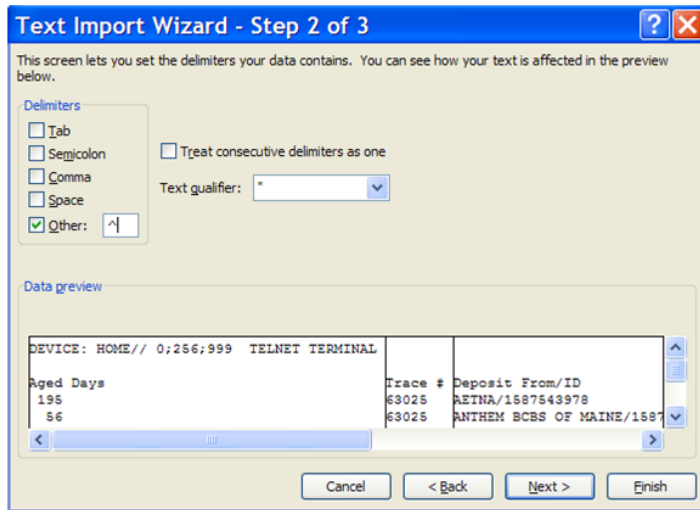 Text Import Wizard - Step 2 of 3
This screen lets you set the delimiters your data contains. You can see how your text is affected in the preview
below.
Delimiters
Tab
Semicolon
Comma
Space
Other: ^
Treat consecutive delimiters as one
Text qualifier: "
Data preview
DEVICE: HOME// 0;256;999 TELNET TERMINAL
Aged Days Trace # Deposit From/ID
195 63025 AETNA/1587543978
56 63025 ANTHEM BCBS OF MAINE/1587
Cancel < Back Next > Finish